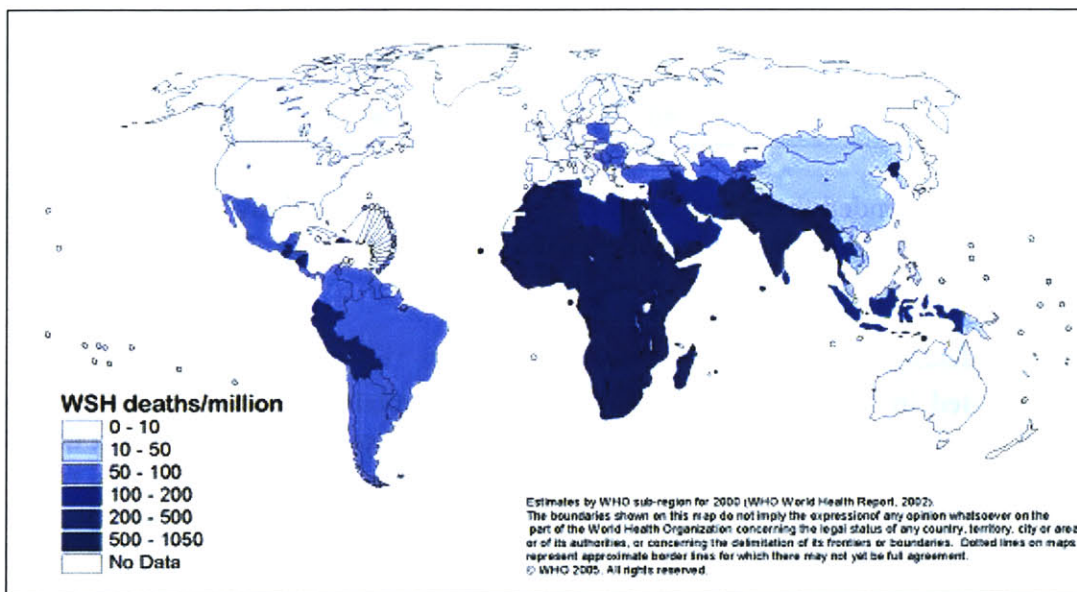 WSH deaths/million
0 - 10
10 - 50
50 - 100
100 - 200
200 - 500
500 - 1050
No Data
Estimates by WHO sub-region for 2000 (WHO World Health Report, 2002).
The boundaries shown on this map do not imply the expression of any opinion whatsoever on the
part of the World Health Organization concerning the legal status of any country, territory, city or area
or of its authorities, or concerning the delimitation of its frontiers or boundaries. Dotted lines on maps
represent approximate border lines for which there may not yet be full agreement.
© WHO 2005. All rights reserved.